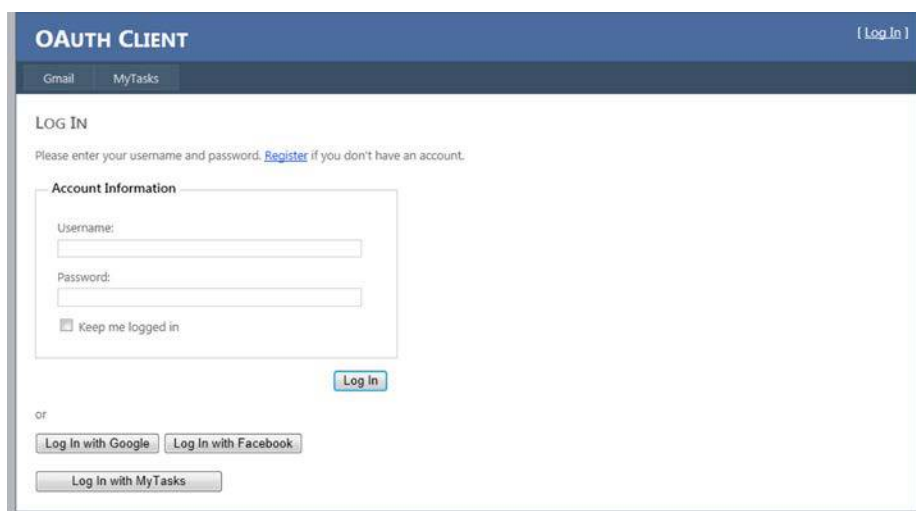 OAUTH CLIENT
[ Log In ]
Gmail MyTasks
LOG IN
Please enter your username and password. Register if you don't have an account.
Account Information
Username:
Password:
Keep me logged in
Log In
or
Log In with Google Log In with Facebook
Log In with MyTasks